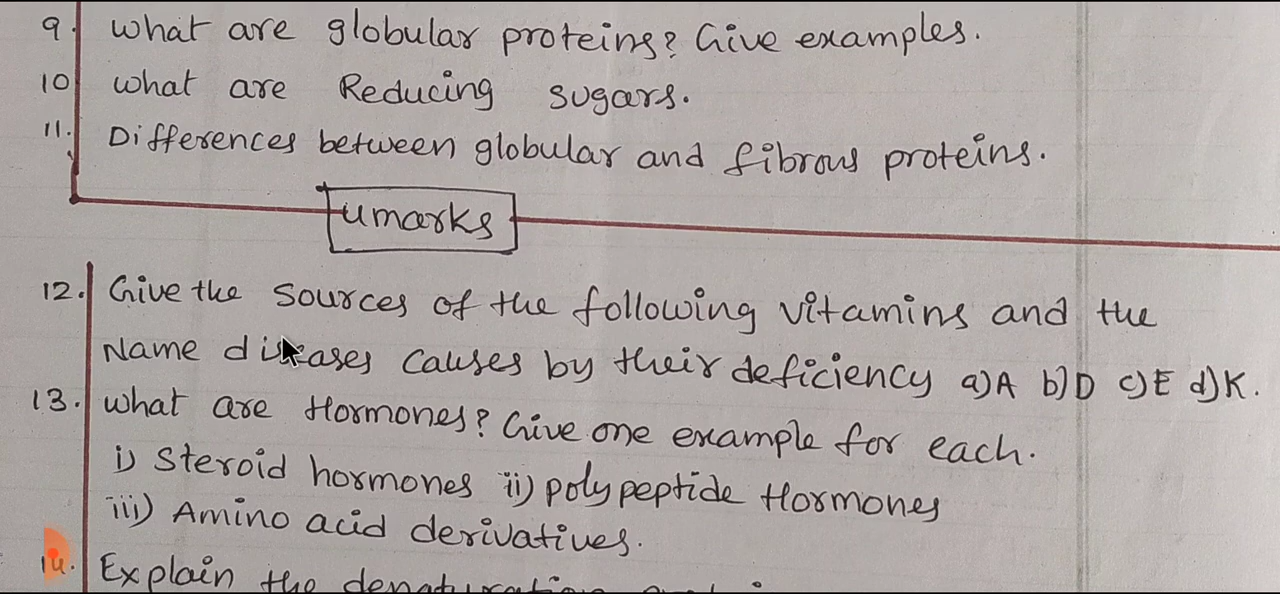 9. What are globular proteins? Give examples.
10 What are Reducing sugars.
11. Differences between globular and fibrous proteins.
4marks
12. Give the sources of the following vitamins and the
Name diseases causes by their deficiency a)A b)D c)E d)K.
13. What are Hormones? Give one example for each.
i) Steroid hormones ii) polypeptide Hormones
iii) Amino acid derivatives.
14. Explain the